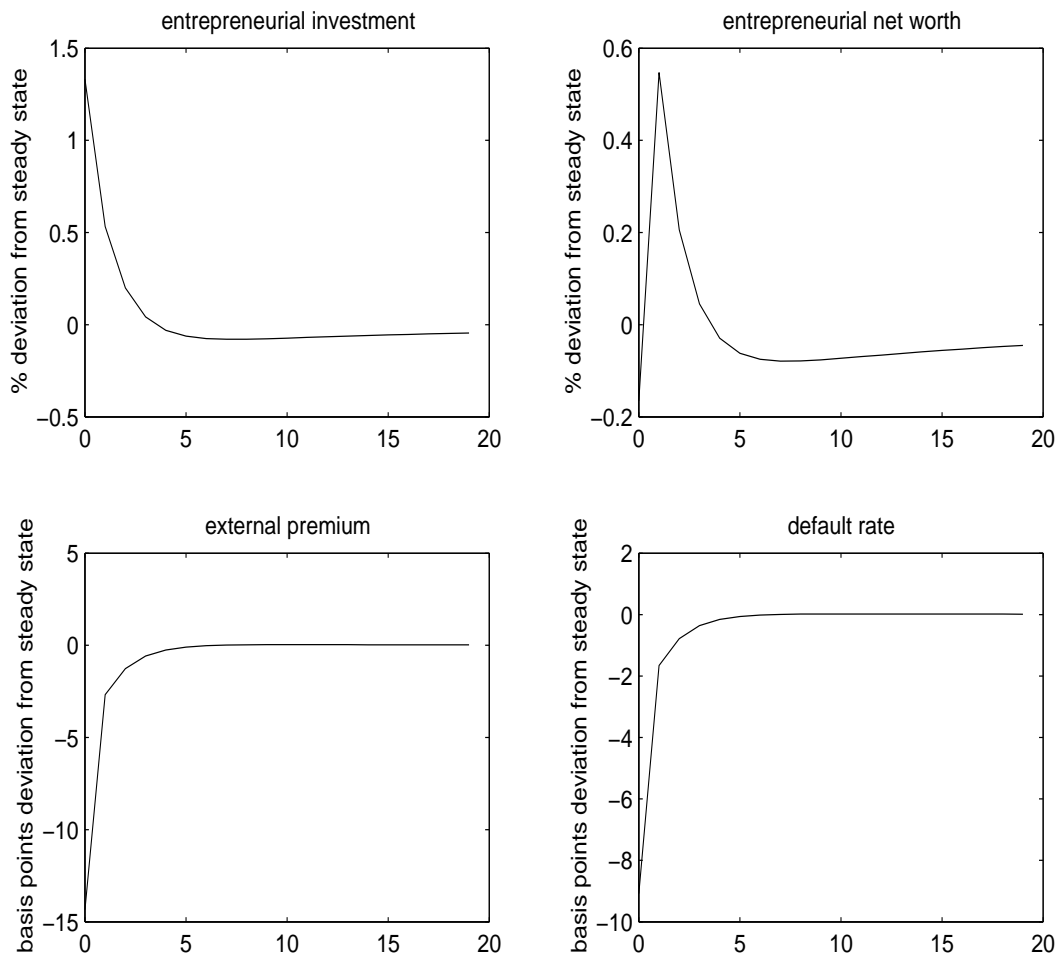 entrepreneurial investment
% deviation from steady state
1.5
1
0.5
0
−0.5
0 5 10 15 20
entrepreneurial net worth
% deviation from steady state
0.6
0.4
0.2
0
−0.2
0 5 10 15 20
external premium
basis points deviation from steady state
5
0
−5
−10
−15
0 5 10 15 20
default rate
basis points deviation from steady state
2
0
−2
−4
−6
−8
−10
0 5 10 15 20